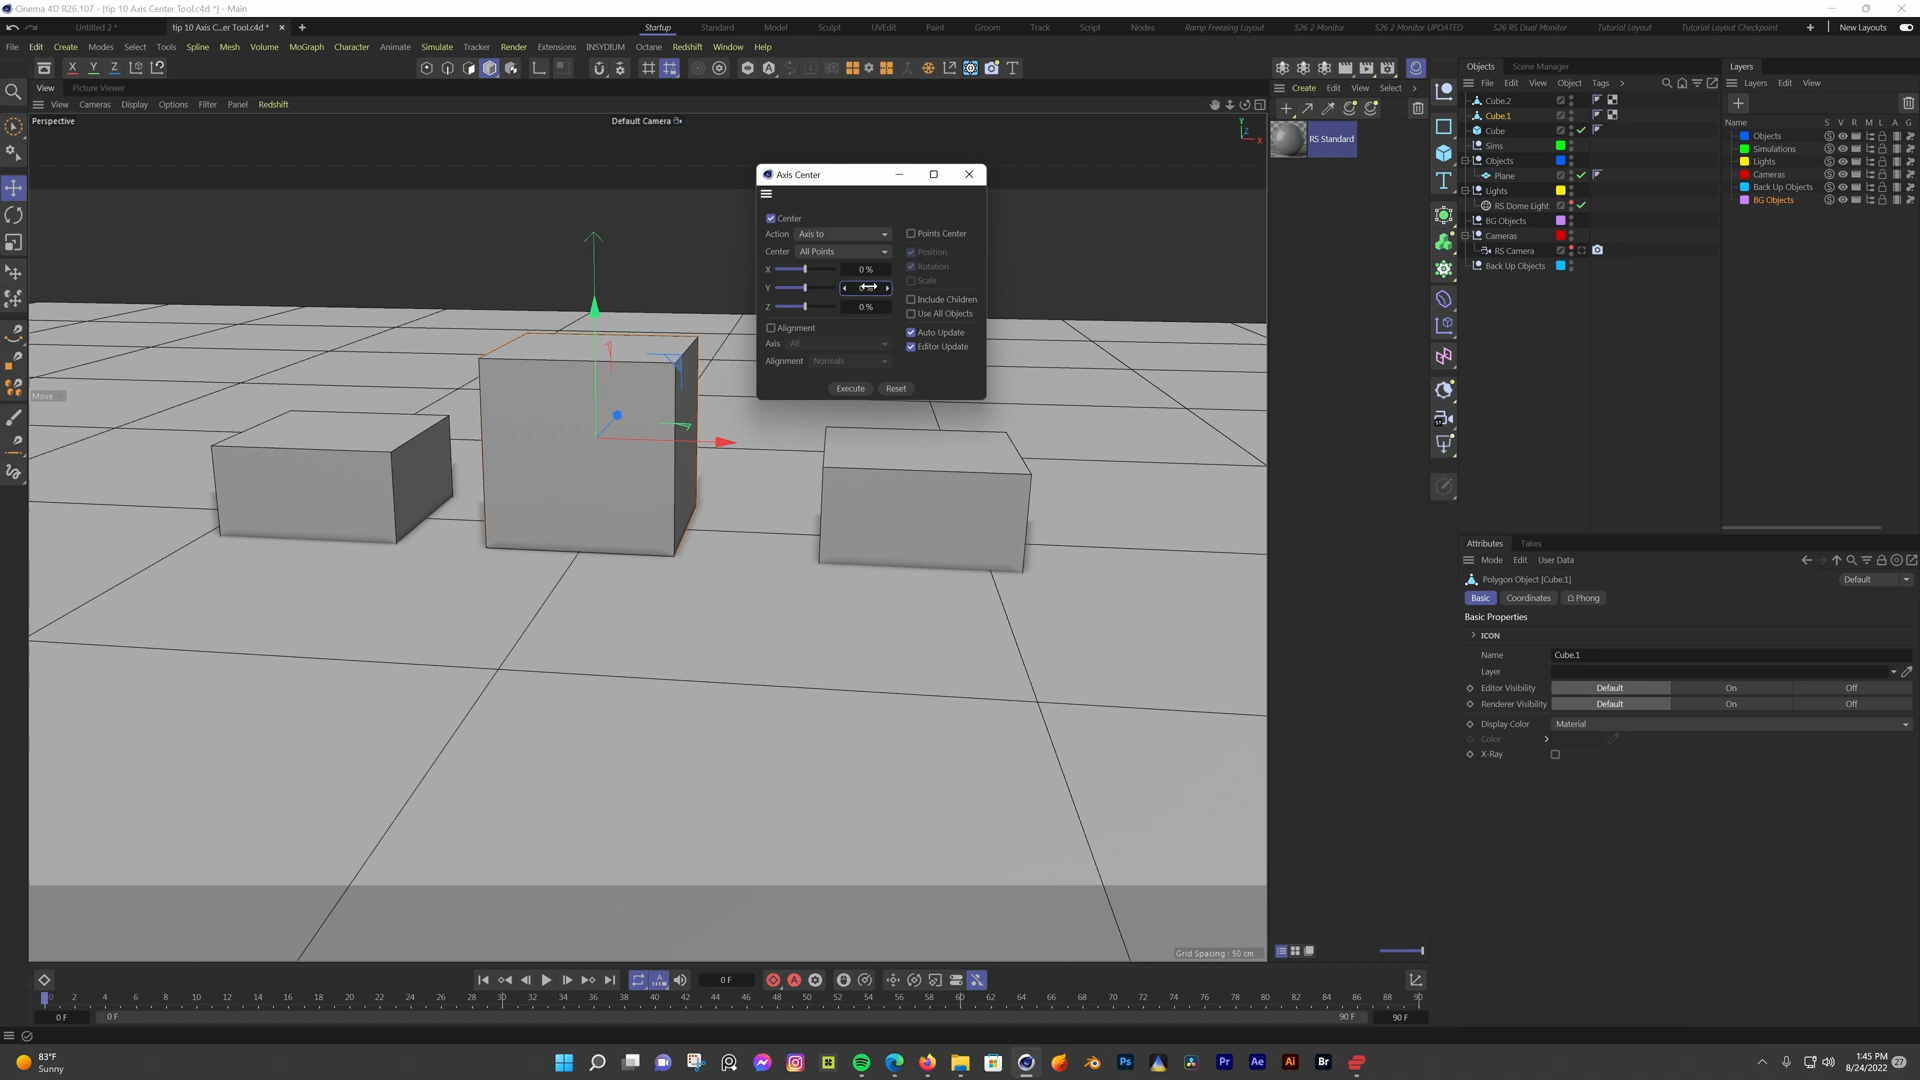 Cinema 4D R26.107 - [tip 10 Axis Center Tool.c4d *] - Main
Untitled 2 *
tip 10 Axis C...er Tool.c4d *
Startup
Standard
Model
Sculpt
UVEdit
Paint
Groom
Track
Script
Nodes
Ramp Freezing Layout
S26 2 Monitor
S26 2 Monitor UPDATED
S26 RS Dual Monitor
Tutorial Layout
Tutorial Layout Checkpoint
New Layouts
File Edit Create Modes Select Tools Spline Mesh Volume MoGraph Character Animate Simulate Tracker Render Extensions INSYDIUM Octane Redshift Window Help
X Y Z
View Picture Viewer
View Cameras Display Options Filter Panel Redshift
Perspective
Default Camera
Y
Z
X
Move
Grid Spacing : 50 cm
Axis Center
Center
Action Axis to
Center All Points
X 0 %
Y
Z 0 %
Alignment
Axis All
Alignment Normals
Points Center
Position
Rotation
Scale
Include Children
Use All Objects
Auto Update
Editor Update
Execute Reset
Create Edit View Select
RS Standard
Objects Scene Manager
File Edit View Object Tags
Cube.2
Cube.1
Cube
Sims
Objects
Plane
Lights
RS Dome Light
BG Objects
Cameras
RS Camera
Back Up Objects
Layers
Layers Edit View
Name S V R M L A G
Objects
Simulations
Lights
Cameras
Back Up Objects
BG Objects
Attributes Takes
Mode Edit User Data
Polygon Object [Cube.1]
Default
Basic Coordinates Phong
Basic Properties
ICON
Name Cube.1
Layer
Editor Visibility Default On Off
Renderer Visibility Default On Off
Display Color Material
Color
X-Ray
0 F
0 2 4 6 8 10 12 14 16 18 20 22 24 26 28 30 32 34 36 38 40 42 44 46 48 50 52 54 56 58 60 62 64 66 68 70 72 74 76 78 80 82 84 86 88 90
0 F 0 F 90 F 90 F
83°F
Sunny
Ps
Pr
Ae
Ai
Br
1:45 PM
8/24/2022
27